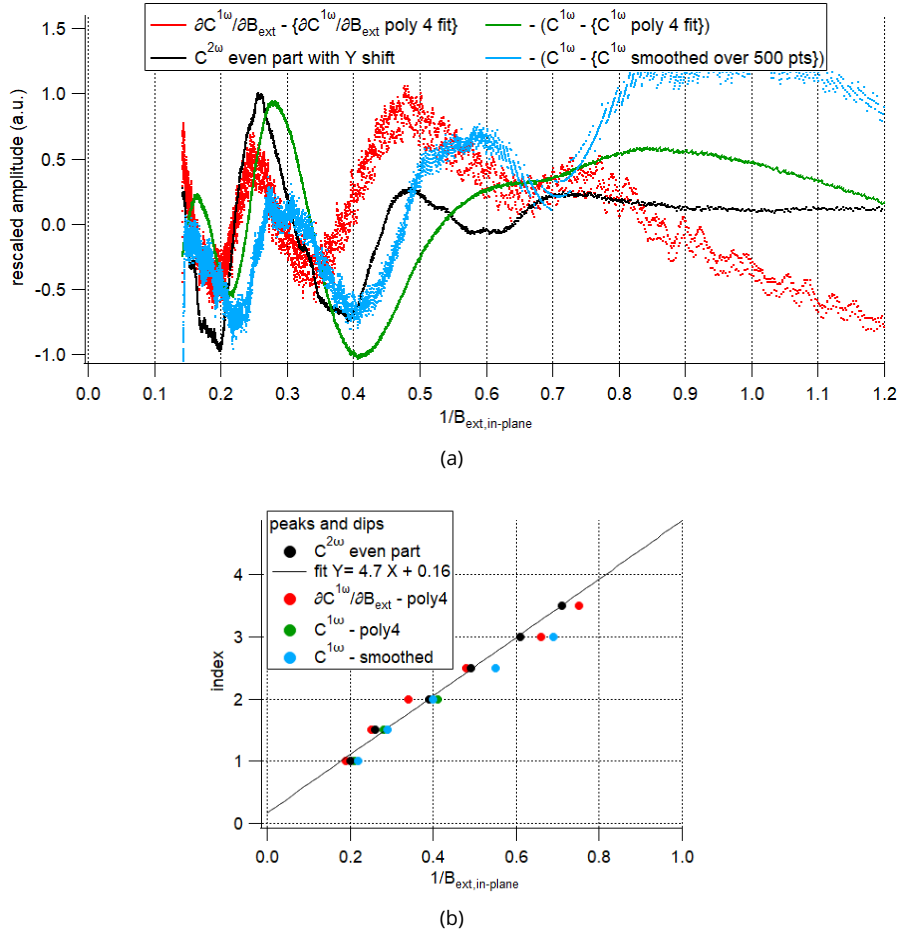 ∂C^1ω/∂B_ext - {∂C^1ω/∂B_ext poly 4 fit}
- (C^1ω - {C^1ω poly 4 fit})
C^2ω even part with Y shift
- (C^1ω - {C^1ω smoothed over 500 pts})
rescaled amplitude (a.u.)
1.5
1.0
0.5
0.0
-0.5
-1.0
0.0 0.1 0.2 0.3 0.4 0.5 0.6 0.7 0.8 0.9 1.0 1.1 1.2
1/B_ext,in-plane
(a)
peaks and dips
C^2ω even part
fit Y= 4.7 X + 0.16
∂C^1ω/∂B_ext - poly4
C^1ω - poly4
C^1ω - smoothed
index
4
3
2
1
0
0.0 0.2 0.4 0.6 0.8 1.0
1/B_ext,in-plane
(b)